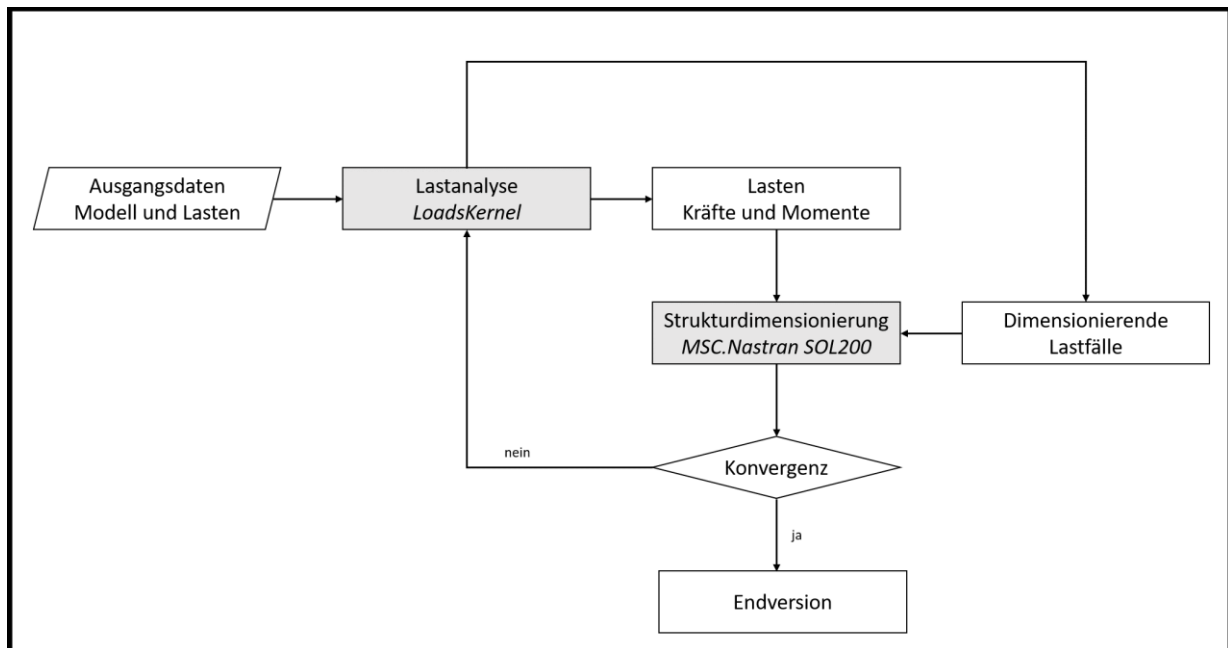 Ausgangsdaten
Modell und Lasten
Lastanalyse
LoadsKernel
Lasten
Kräfte und Momente
Strukturdimensionierung
MSC.Nastran SOL200
Dimensionierende
Lastfälle
nein
Konvergenz
ja
Endversion